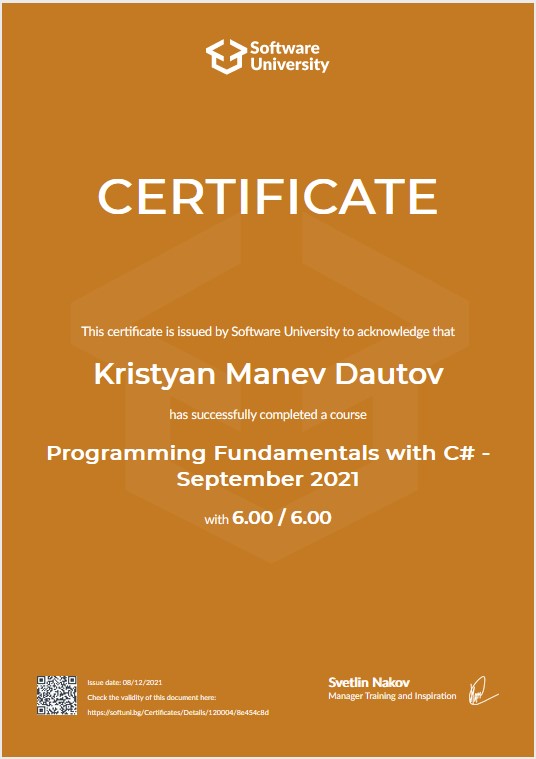 Software
University
CERTIFICATE
This certificate is issued by Software University to acknowledge that
Kristyan Manev Dautov
has successfully completed a course
Programming Fundamentals with C# -
September 2021
with 6.00 / 6.00
Issue date: 08/12/2021
Check the validity of this document here:
https://softuni.bg/Certificates/Details/120004/8e454c8d
Svetlin Nakov
Manager Training and Inspiration